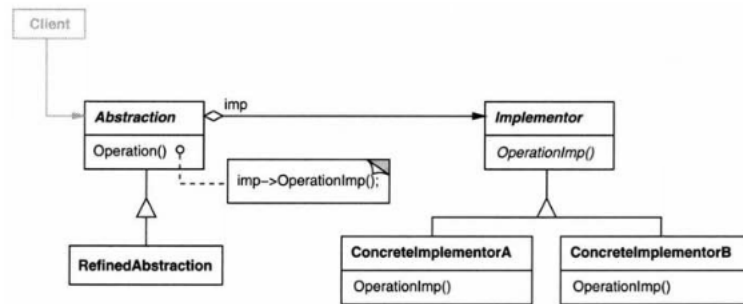 Client
imp
Abstraction
Implementor
Operation()
OperationImp()
imp->OperationImp();
RefinedAbstraction
ConcreteImplementorA
ConcreteImplementorB
OperationImp()
OperationImp()